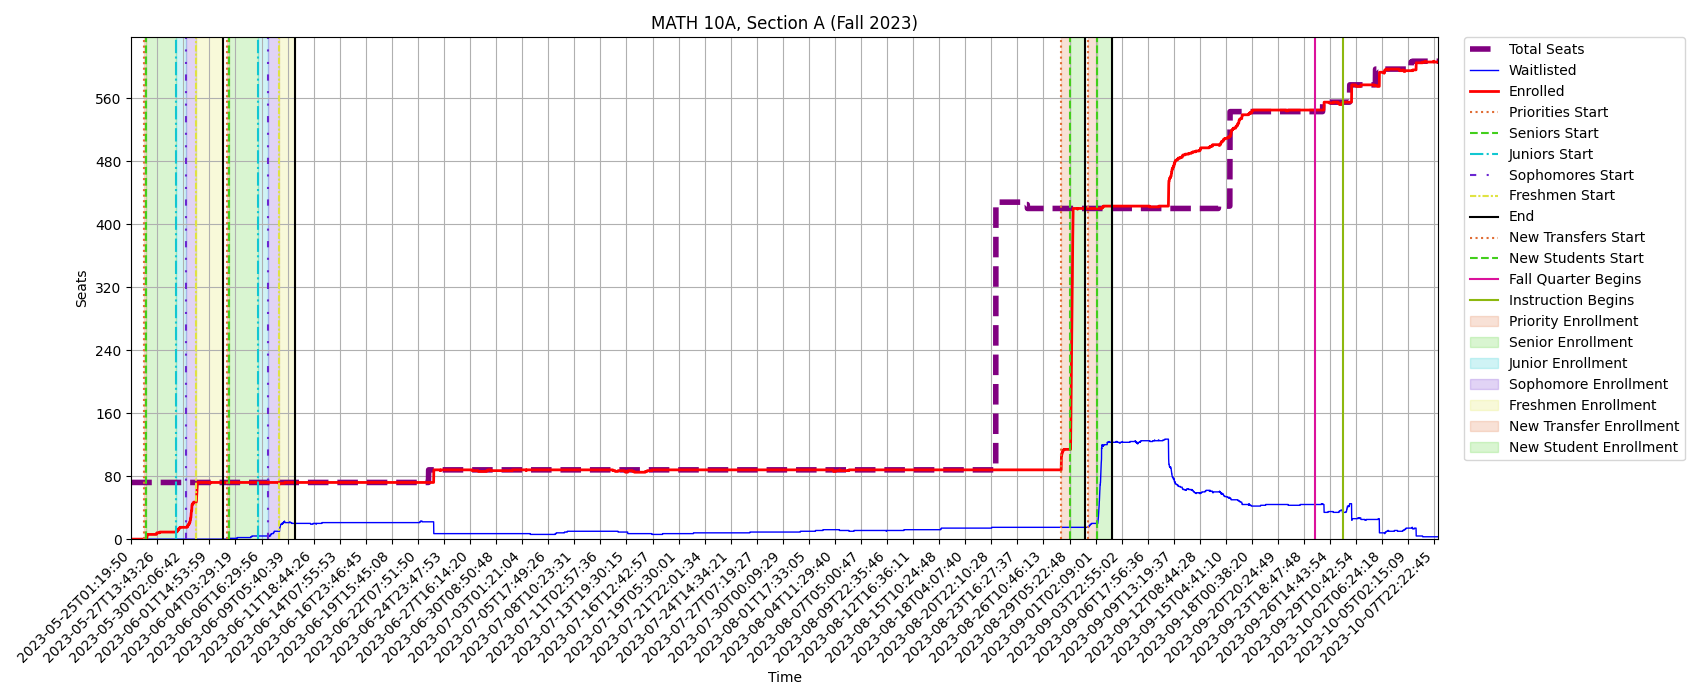 MATH 10A, Section A (Fall 2023)
Seats
560
480
400
320
240
160
80
0
2023-05-25T01:19:50
2023-05-27T13:43:26
2023-05-30T02:06:42
2023-06-01T14:53:59
2023-06-04T03:29:19
2023-06-06T16:29:56
2023-06-09T05:40:39
2023-06-11T18:44:26
2023-06-14T07:55:53
2023-06-16T23:46:45
2023-06-19T15:45:08
2023-06-22T07:51:50
2023-06-24T23:47:53
2023-06-27T16:14:20
2023-06-30T08:50:48
2023-07-03T01:21:04
2023-07-05T17:49:26
2023-07-08T10:23:31
2023-07-11T02:57:36
2023-07-13T19:30:15
2023-07-16T12:42:57
2023-07-19T05:30:01
2023-07-21T22:01:34
2023-07-24T14:34:21
2023-07-27T07:19:27
2023-07-30T00:09:29
2023-08-01T17:33:05
2023-08-04T11:29:40
2023-08-07T05:00:47
2023-08-09T22:35:46
2023-08-12T16:36:11
2023-08-15T10:24:48
2023-08-18T04:07:40
2023-08-20T22:10:28
2023-08-23T16:27:37
2023-08-26T10:46:13
2023-08-29T05:22:48
2023-09-01T02:09:01
2023-09-03T22:55:02
2023-09-06T17:56:36
2023-09-09T13:19:37
2023-09-12T08:44:28
2023-09-15T04:41:10
2023-09-18T00:38:20
2023-09-20T20:24:49
2023-09-23T18:47:48
2023-09-26T14:43:54
2023-09-29T10:42:54
2023-10-02T06:24:18
2023-10-05T02:15:09
2023-10-07T22:22:45
Time
Total Seats
Waitlisted
Enrolled
Priorities Start
Seniors Start
Juniors Start
Sophomores Start
Freshmen Start
End
New Transfers Start
New Students Start
Fall Quarter Begins
Instruction Begins
Priority Enrollment
Senior Enrollment
Junior Enrollment
Sophomore Enrollment
Freshmen Enrollment
New Transfer Enrollment
New Student Enrollment